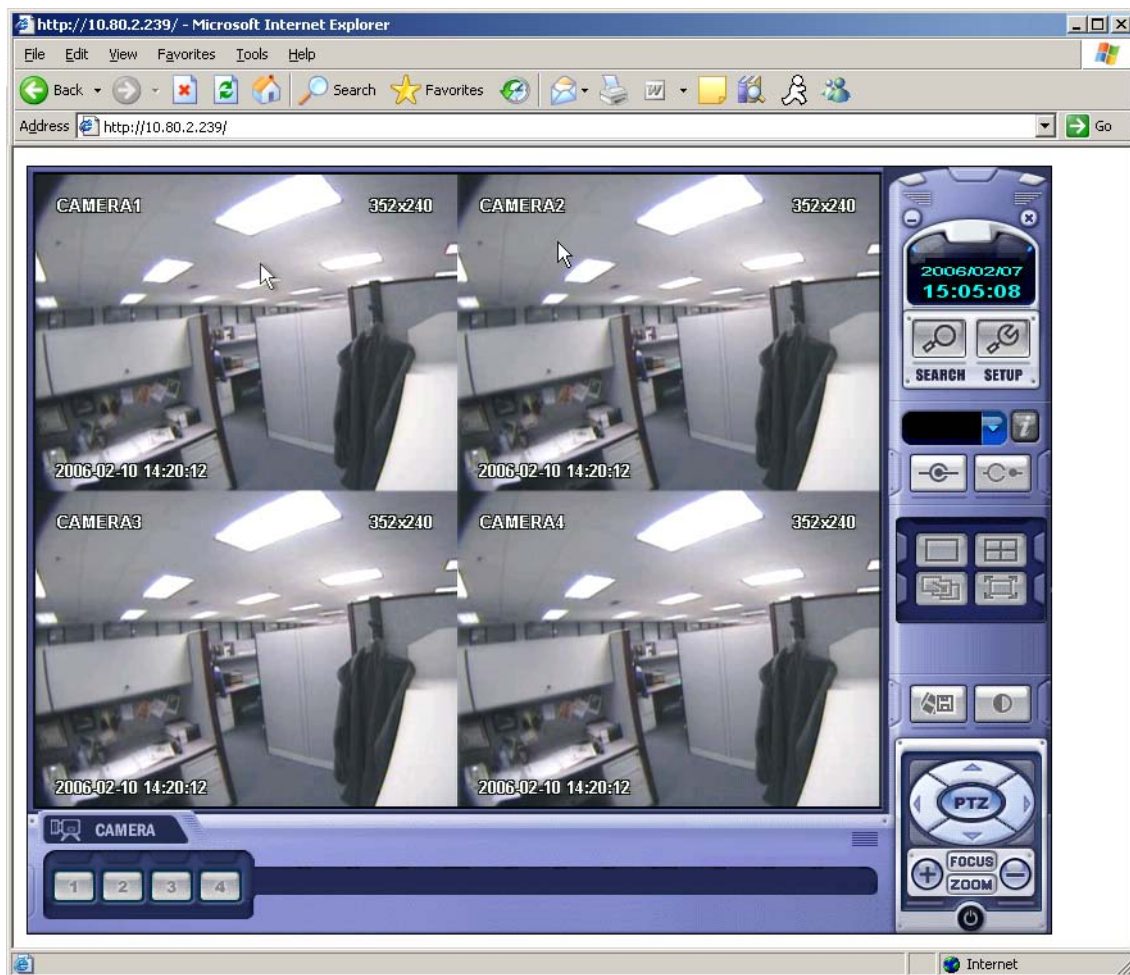 http://10.80.2.239/ - Microsoft Internet Explorer
File Edit View Favorites Tools Help
Back Search Favorites W
Address http://10.80.2.239/ Go
CAMERA1 352x240
CAMERA2 352x240
2006/02/07
15:05:08
SEARCH SETUP
i
2006-02-10 14:20:12
2006-02-10 14:20:12
CAMERA3 352x240
CAMERA4 352x240
2006-02-10 14:20:12
2006-02-10 14:20:12
PTZ
FOCUS
ZOOM
CAMERA
1 2 3 4
Internet